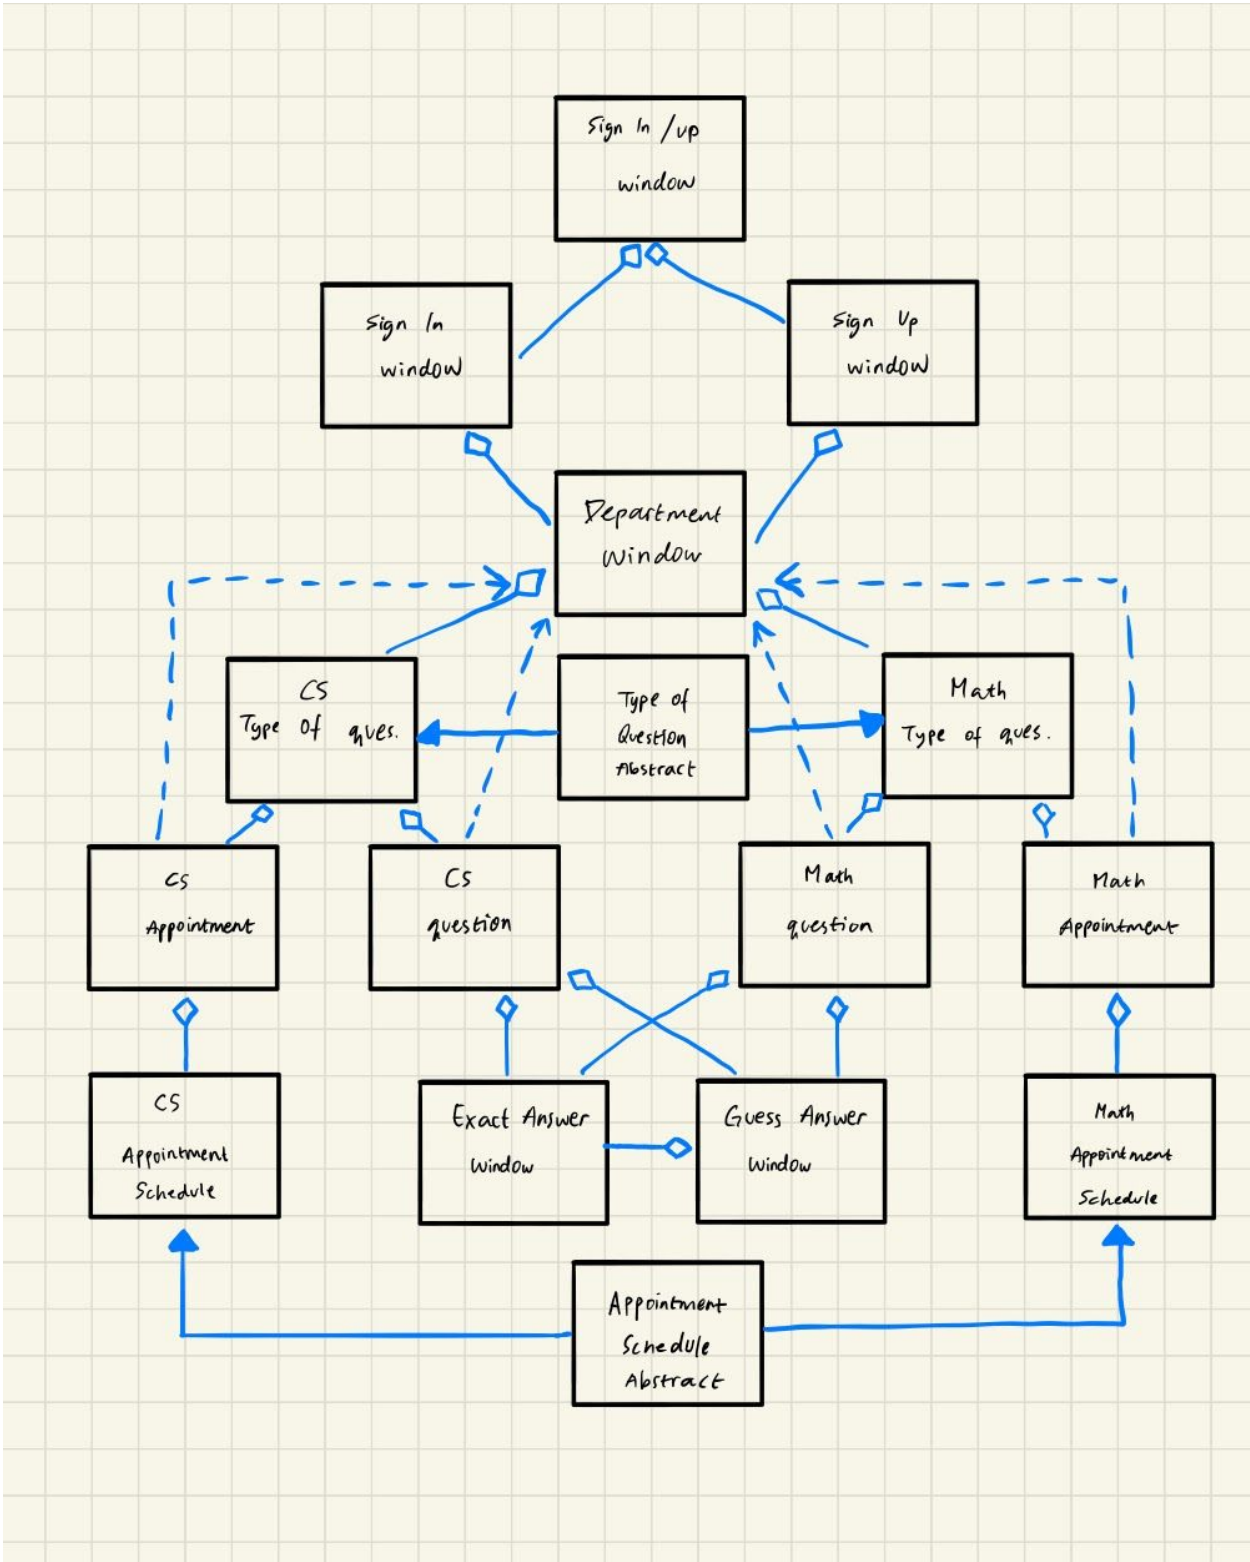 Sign In / up
window
Sign In
window
Sign Up
window
Department
Window
CS
Type of ques.
Type of
Question
Abstract
Math
Type of ques.
CS
Appointment
CS
question
Math
question
Math
Appointment
CS
Appointment
Schedule
Exact Answer
Window
Guess Answer
Window
Math
Appointment
Schedule
Appointment
Schedule
Abstract